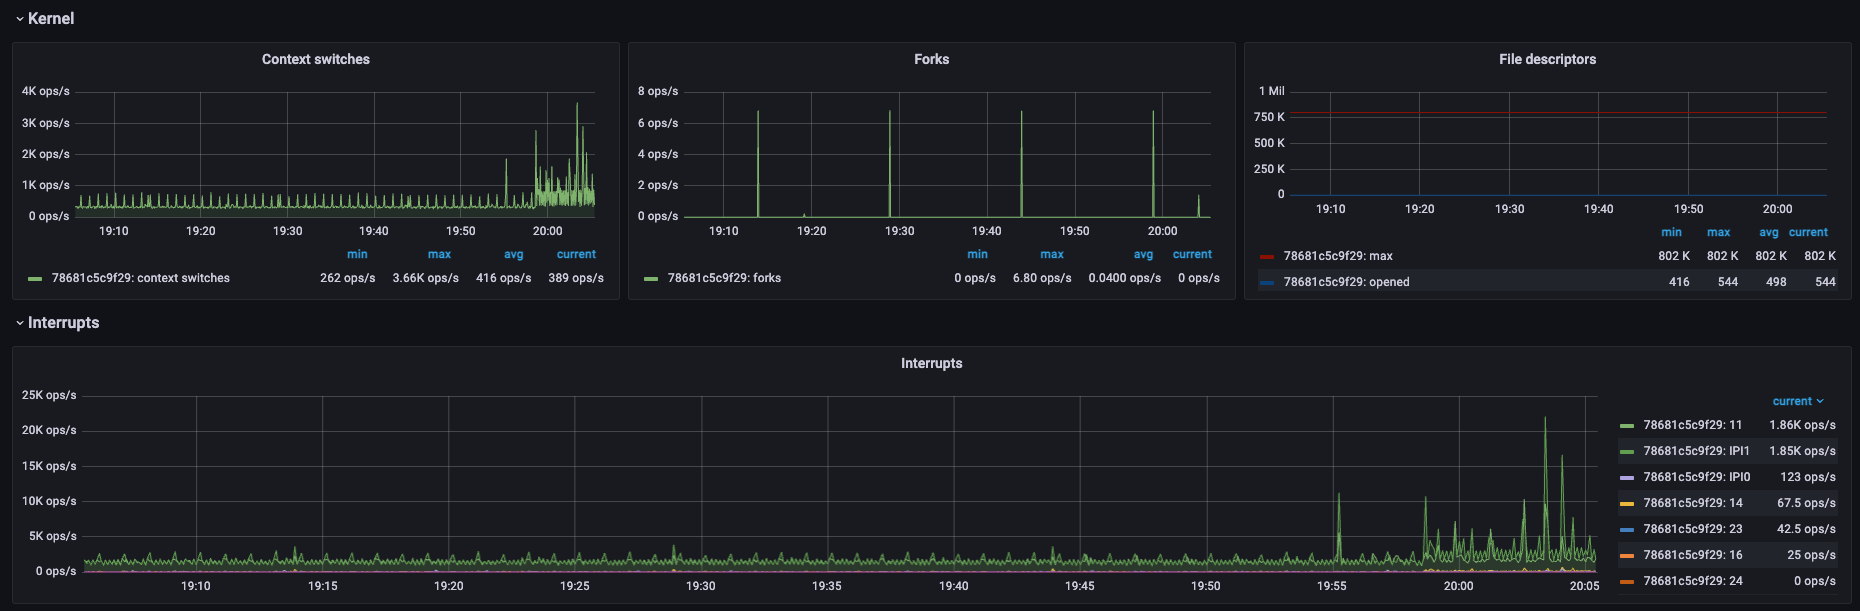 Kernel
Context switches
4K ops/s
3K ops/s
2K ops/s
1K ops/s
0 ops/s
19:10 19:20 19:30 19:40 19:50 20:00
min max avg current
78681c5c9f29: context switches 262 ops/s 3.66K ops/s 416 ops/s 389 ops/s
Forks
8 ops/s
6 ops/s
4 ops/s
2 ops/s
0 ops/s
19:10 19:20 19:30 19:40 19:50 20:00
min max avg current
78681c5c9f29: forks 0 ops/s 6.80 ops/s 0.0400 ops/s 0 ops/s
File descriptors
1 Mil
750 K
500 K
250 K
0
19:10 19:20 19:30 19:40 19:50 20:00
min max avg current
78681c5c9f29: max 802 K 802 K 802 K 802 K
78681c5c9f29: opened 416 544 498 544
Interrupts
Interrupts
25K ops/s
20K ops/s
15K ops/s
10K ops/s
5K ops/s
0 ops/s
19:10 19:15 19:20 19:25 19:30 19:35 19:40 19:45 19:50 19:55 20:00 20:05
current
78681c5c9f29: 11 1.86K ops/s
78681c5c9f29: IPI1 1.85K ops/s
78681c5c9f29: IPI0 123 ops/s
78681c5c9f29: 14 67.5 ops/s
78681c5c9f29: 23 42.5 ops/s
78681c5c9f29: 16 25 ops/s
78681c5c9f29: 24 0 ops/s